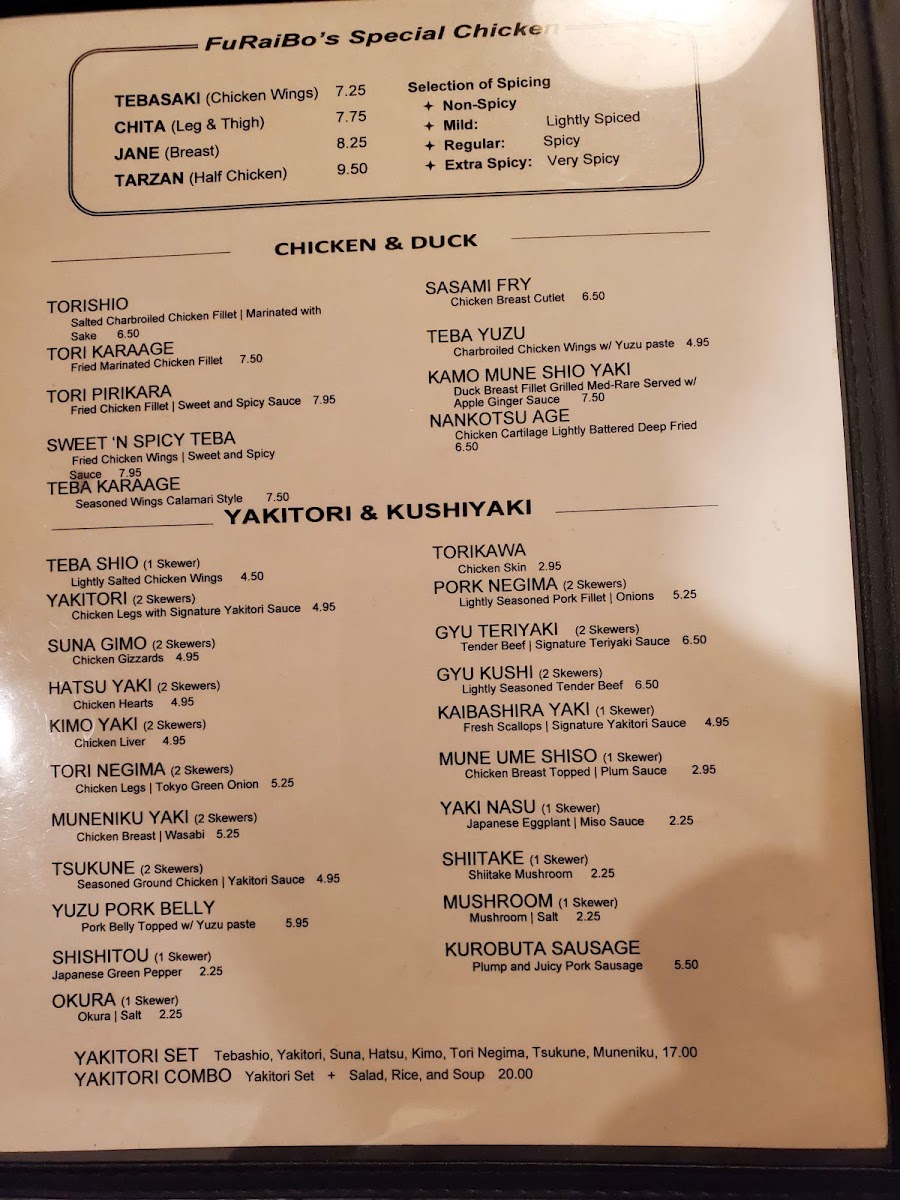 FuRaiBo's Special Chicken
TEBASAKI (Chicken Wings) 7.25
CHITA (Leg & Thigh) 7.75
JANE (Breast) 8.25
TARZAN (Half Chicken) 9.50
Selection of Spicing
✦ Non-Spicy
✦ Mild: Lightly Spiced
✦ Regular: Spicy
✦ Extra Spicy: Very Spicy
CHICKEN & DUCK
TORISHIO
Salted Charbroiled Chicken Fillet | Marinated with
Sake 6.50
TORI KARAAGE
Fried Marinated Chicken Fillet 7.50
TORI PIRIKARA
Fried Chicken Fillet | Sweet and Spicy Sauce 7.95
SWEET 'N SPICY TEBA
Fried Chicken Wings | Sweet and Spicy
Sauce 7.95
TEBA KARAAGE
Seasoned Wings Calamari Style 7.50
SASAMI FRY
Chicken Breast Cutlet 6.50
TEBA YUZU
Charbroiled Chicken Wings w/ Yuzu paste 4.95
KAMO MUNE SHIO YAKI
Duck Breast Fillet Grilled Med-Rare Served w/
Apple Ginger Sauce 7.50
NANKOTSU AGE
Chicken Cartilage Lightly Battered Deep Fried
6.50
YAKITORI & KUSHIYAKI
TEBA SHIO (1 Skewer)
Lightly Salted Chicken Wings 4.50
YAKITORI (2 Skewers)
Chicken Legs with Signature Yakitori Sauce 4.95
SUNA GIMO (2 Skewers)
Chicken Gizzards 4.95
HATSU YAKI (2 Skewers)
Chicken Hearts 4.95
KIMO YAKI (2 Skewers)
Chicken Liver 4.95
TORI NEGIMA (2 Skewers)
Chicken Legs | Tokyo Green Onion 5.25
MUNENIKU YAKI (2 Skewers)
Chicken Breast | Wasabi 5.25
TSUKUNE (2 Skewers)
Seasoned Ground Chicken | Yakitori Sauce 4.95
YUZU PORK BELLY
Pork Belly Topped w/ Yuzu paste 5.95
SHISHITOU (1 Skewer)
Japanese Green Pepper 2.25
OKURA (1 Skewer)
Okura | Salt 2.25
TORIKAWA
Chicken Skin 2.95
PORK NEGIMA (2 Skewers)
Lightly Seasoned Pork Fillet | Onions 5.25
GYU TERIYAKI (2 Skewers)
Tender Beef | Signature Teriyaki Sauce 6.50
GYU KUSHI (2 Skewers)
Lightly Seasoned Tender Beef 6.50
KAIBASHIRA YAKI (1 Skewer)
Fresh Scallops | Signature Yakitori Sauce 4.95
MUNE UME SHISO (1 Skewer)
Chicken Breast Topped | Plum Sauce 2.95
YAKI NASU (1 Skewer)
Japanese Eggplant | Miso Sauce 2.25
SHIITAKE (1 Skewer)
Shiitake Mushroom 2.25
MUSHROOM (1 Skewer)
Mushroom | Salt 2.25
KUROBUTA SAUSAGE
Plump and Juicy Pork Sausage 5.50
YAKITORI SET Tebashio, Yakitori, Suna, Hatsu, Kimo, Tori Negima, Tsukune, Muneniku, 17.00
YAKITORI COMBO Yakitori Set + Salad, Rice, and Soup 20.00